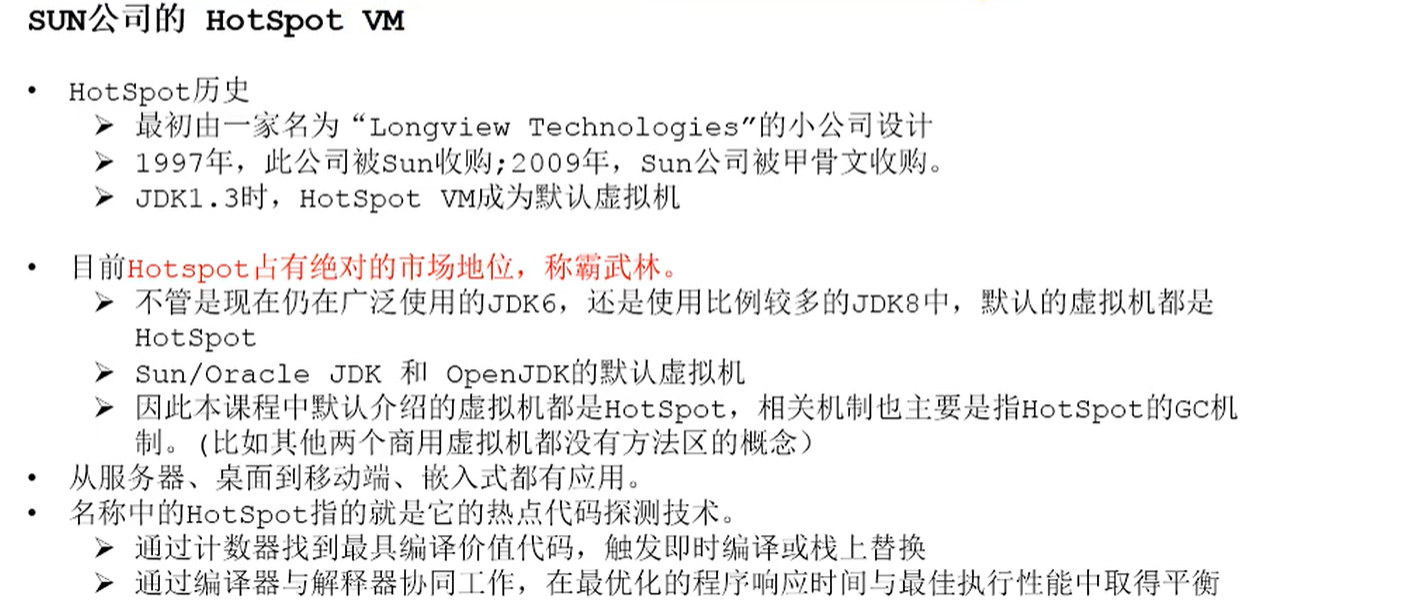 SUN公司的 HotSpot VM
• HotSpot历史
➢ 最初由一家名为“Longview Technologies”的小公司设计
➢ 1997年，此公司被Sun收购;2009年，Sun公司被甲骨文收购。
➢ JDK1.3时，HotSpot VM成为默认虚拟机
• 目前Hotspot占有绝对的市场地位，称霸武林。
➢ 不管是现在仍在广泛使用的JDK6，还是使用比例较多的JDK8中，默认的虚拟机都是
HotSpot
➢ Sun/Oracle JDK 和 OpenJDK的默认虚拟机
➢ 因此本课程中默认介绍的虚拟机都是HotSpot，相关机制也主要是指HotSpot的GC机
制。(比如其他两个商用虚拟机都没有方法区的概念）
• 从服务器、桌面到移动端、嵌入式都有应用。
• 名称中的HotSpot指的就是它的热点代码探测技术。
➢ 通过计数器找到最具编译价值代码，触发即时编译或栈上替换
➢ 通过编译器与解释器协同工作，在最优化的程序响应时间与最佳执行性能中取得平衡